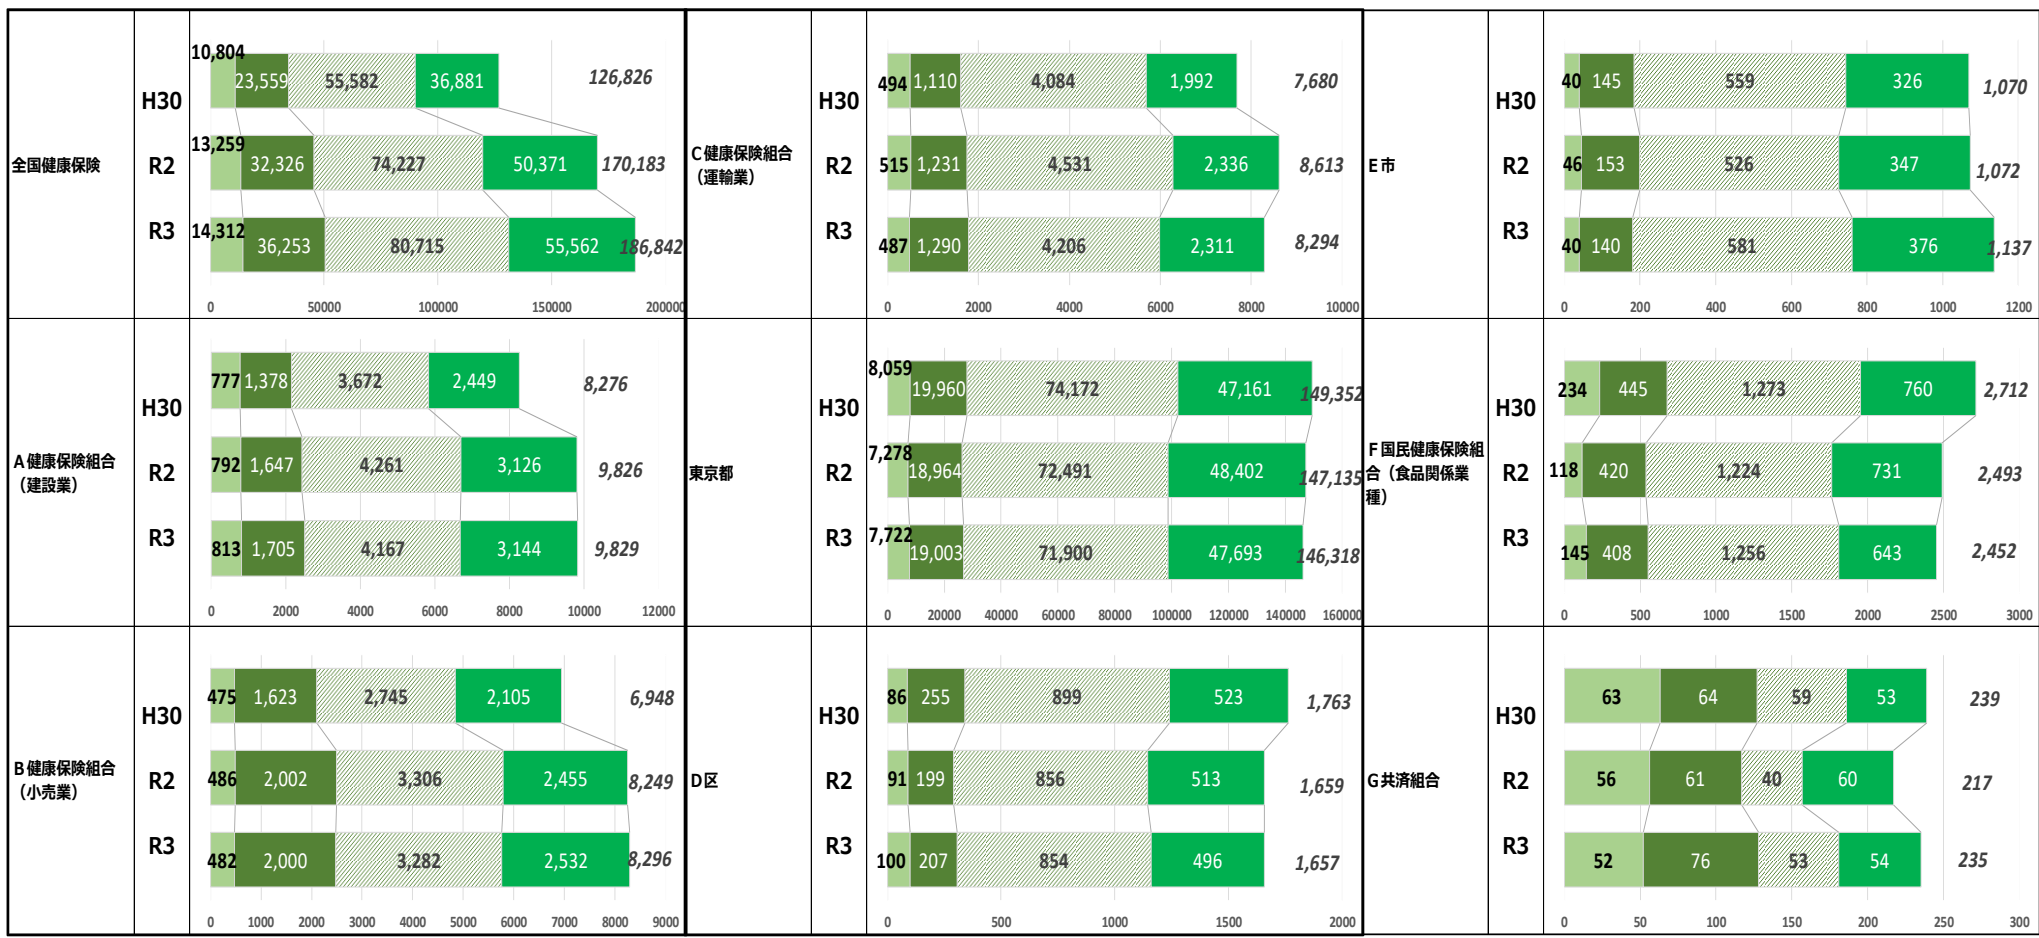 全国健康保険
H30
10,804
23,559 55,582 36,881 126,826
R2
13,259
32,326 74,227 50,371 170,183
R3
14,312
36,253 80,715 55,562 186,842
0 50000 100000 150000 200000
C健康保険組合
（運輸業）
H30
494 1,110 4,084 1,992 7,680
R2
515 1,231 4,531 2,336 8,613
R3
487 1,290 4,206 2,311 8,294
0 2000 4000 6000 8000 10000
E市
H30
40 145 559 326 1,070
R2
46 153 526 347 1,072
R3
40 140 581 376 1,137
0 200 400 600 800 1000 1200
A健康保険組合
（建設業）
H30
777 1,378 3,672 2,449 8,276
R2
792 1,647 4,261 3,126 9,826
R3
813 1,705 4,167 3,144 9,829
0 2000 4000 6000 8000 10000 12000
東京都
H30
8,059
19,960 74,172 47,161 149,352
R2
7,278
18,964 72,491 48,402 147,135
R3
7,722
19,003 71,900 47,693 146,318
0 20000 40000 60000 80000 100000 120000 140000 160000
F国民健康保険組
合（食品関係業
種）
H30
234 445 1,273 760 2,712
R2
118 420 1,224 731 2,493
R3
145 408 1,256 643 2,452
0 500 1000 1500 2000 2500 3000
B健康保険組合
（小売業）
H30
475 1,623 2,745 2,105 6,948
R2
486 2,002 3,306 2,455 8,249
R3
482 2,000 3,282 2,532 8,296
0 1000 2000 3000 4000 5000 6000 7000 8000 9000
D区
H30
86 255 899 523 1,763
R2
91 199 856 513 1,659
R3
100 207 854 496 1,657
0 500 1000 1500 2000
G共済組合
H30
63 64 59 53 239
R2
56 61 40 60 217
R3
52 76 53 54 235
0 50 100 150 200 250 300